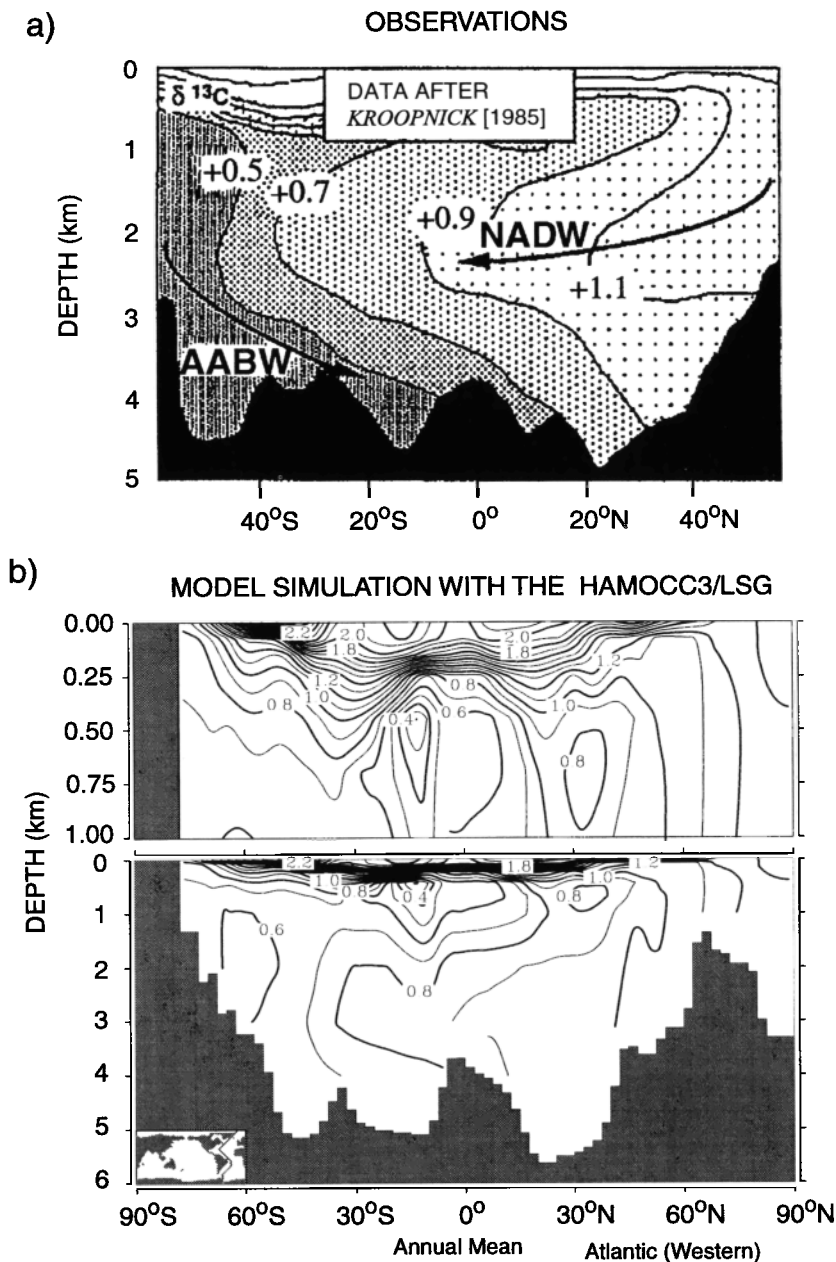 a)
OBSERVATIONS
DATA AFTER
KROOPNICK [1985]
δ 13C
+0.5
+0.7
+0.9
NADW
+1.1
AABW
DEPTH (km)
0
1
2
3
4
5
40°S 20°S 0° 20°N 40°N
b)
MODEL SIMULATION WITH THE HAMOCC3/LSG
DEPTH (km)
0.00
0.25
0.50
0.75
1.00
2.2 2.0 2.0
1.8 1.8
1.2 1.2
1.0 1.0
0.8 0.8
0.4 0.6
0.8
0
1
2
3
4
5
6
2.2 1.8 1.2
1.0 1.0
0.8 0.8
0.4
0.6
0.8
90°S 60°S 30°S 0° 30°N 60°N 90°N
Annual Mean Atlantic (Western)